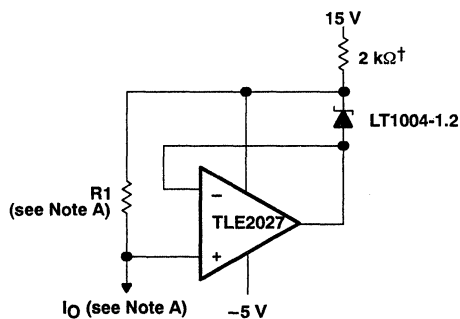 15 V
2 kΩ†
LT1004-1.2
R1
(see Note A)
−
TLE2027
+
IO (see Note A)
−5 V